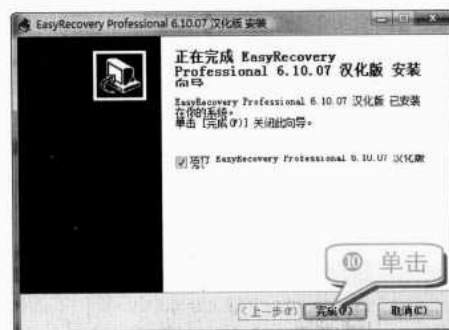 EasyRecovery Professional 6.10.07 汉化版 安装
正在完成 EasyRecovery
Professional 6.10.07 汉化版 安装
向导
EasyRecovery Professional 6.10.07 汉化版 已安装
在你的系统。
单击 [完成(F)] 关闭此向导。
运行 EasyRecovery Professional 6.10.07 汉化版
⑩ 单击
<上一步(P) 完成(F) 取消(C)